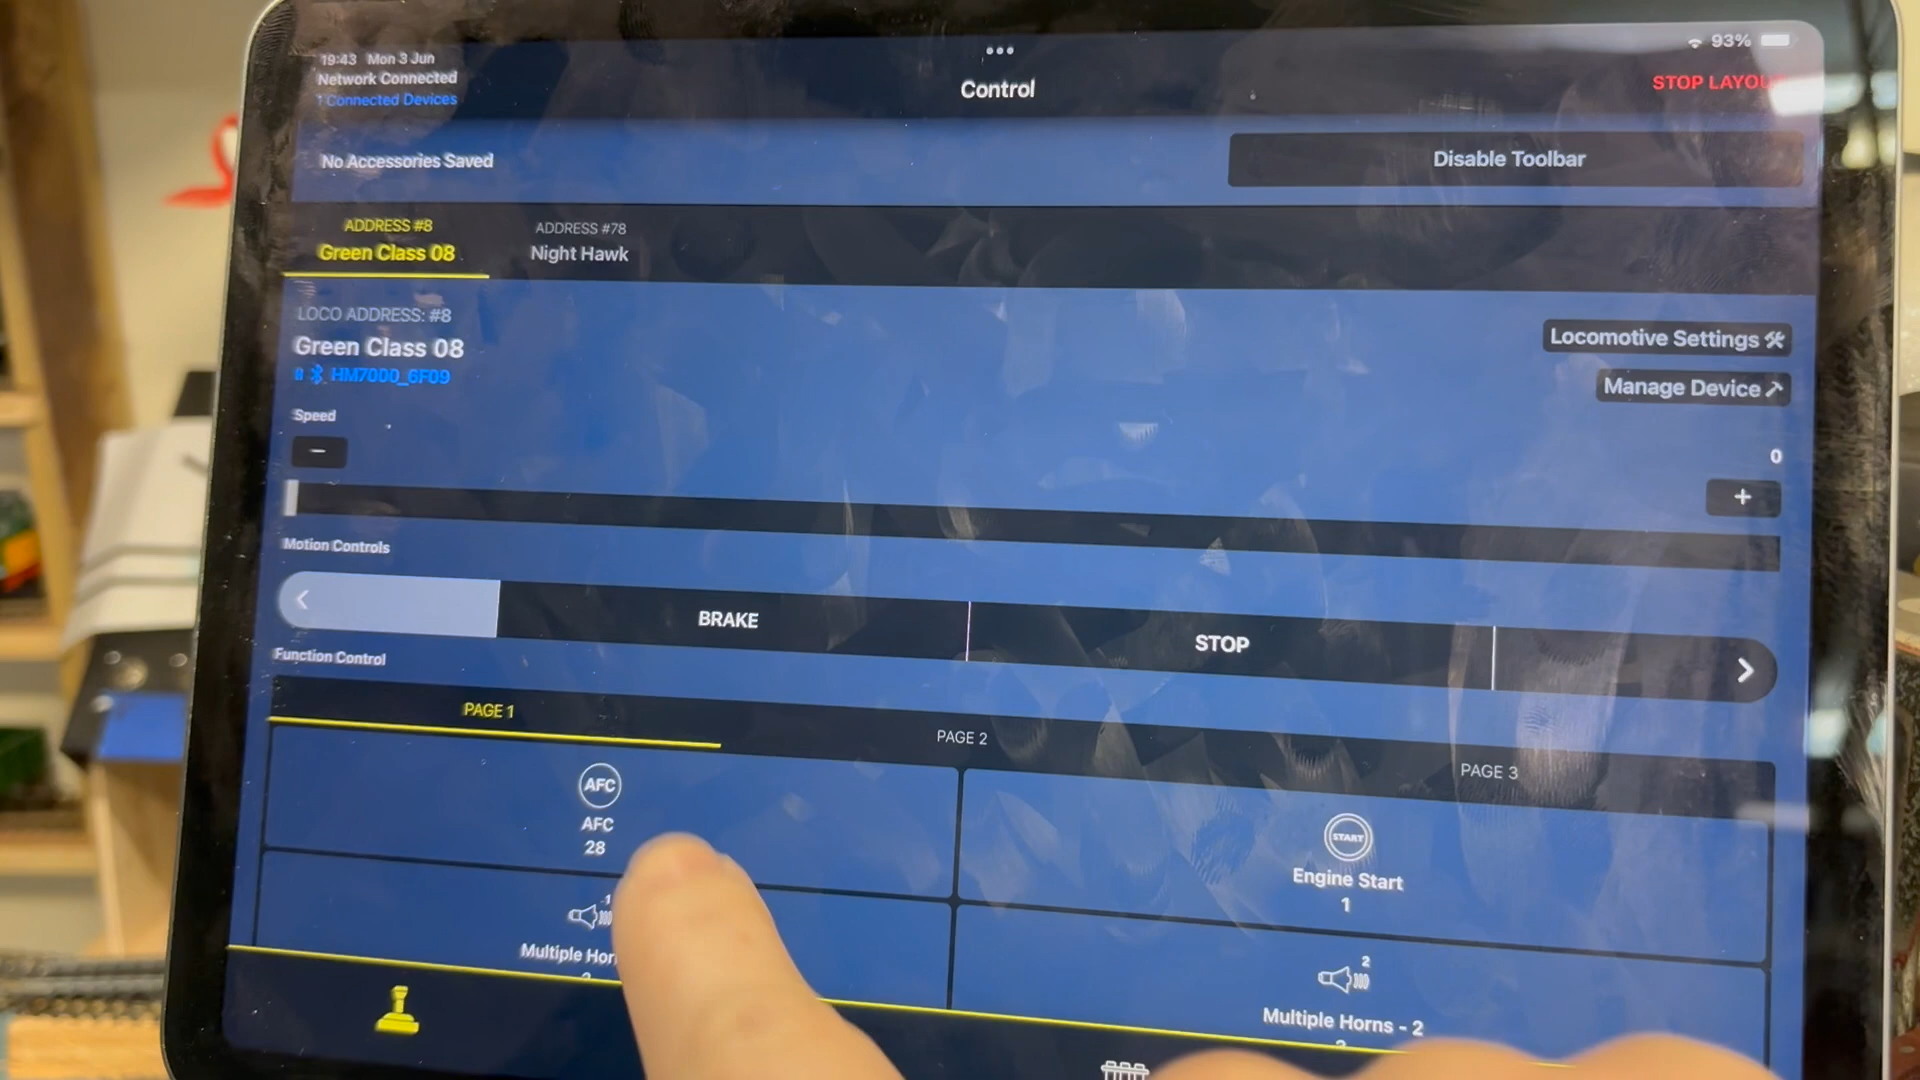 19:43 Mon 3 Jun
93%
Network Connected
1 Connected Devices
Control
STOP LAYOU
No Accessories Saved
Disable Toolbar
ADDRESS #8
Green Class 08
ADDRESS #78
Night Hawk
LOCO ADDRESS: #8
Green Class 08
HM7000_6F09
Locomotive Settings
Manage Device
Speed
−
0
+
Motion Controls
BRAKE
STOP
Function Control
PAGE 1
PAGE 2
PAGE 3
AFC
AFC
28
START
Engine Start
1
1
Multiple Hor
2
Multiple Horns - 2